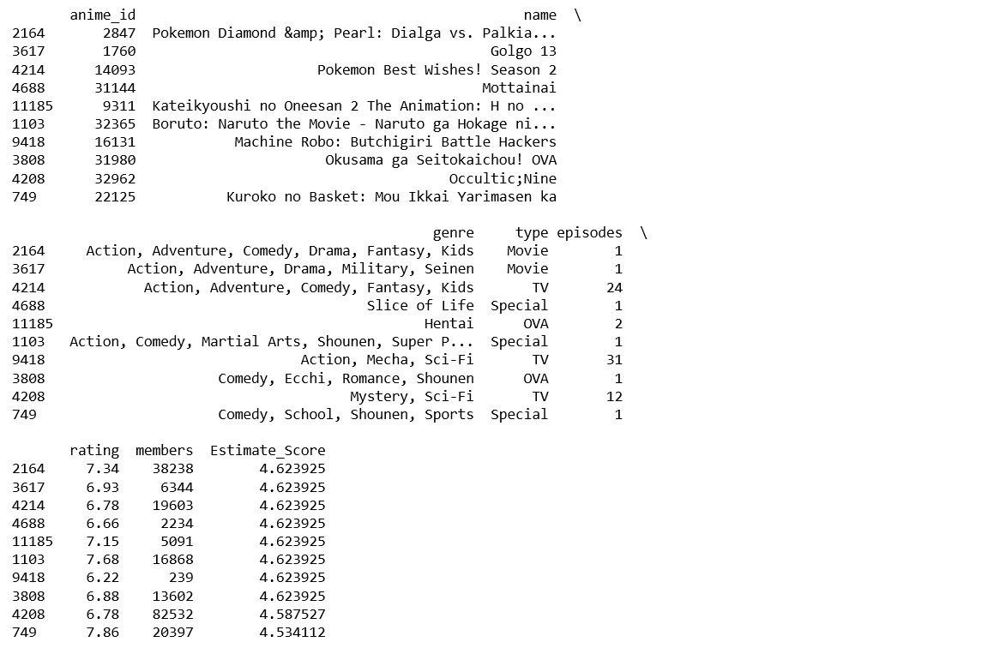 anime_id name \
2164 2847 Pokemon Diamond &amp; Pearl: Dialga vs. Palkia...
3617 1760 Golgo 13
4214 14093 Pokemon Best Wishes! Season 2
4688 31144 Mottainai
11185 9311 Kateikyoushi no Oneesan 2 The Animation: H no ...
1103 32365 Boruto: Naruto the Movie - Naruto ga Hokage ni...
9418 16131 Machine Robo: Butchigiri Battle Hackers
3808 31980 Okusama ga Seitokaichou! OVA
4208 32962 Occultic;Nine
749 22125 Kuroko no Basket: Mou Ikkai Yarimasen ka
genre type episodes \
2164 Action, Adventure, Comedy, Drama, Fantasy, Kids Movie 1
3617 Action, Adventure, Drama, Military, Seinen Movie 1
4214 Action, Adventure, Comedy, Fantasy, Kids TV 24
4688 Slice of Life Special 1
11185 Hentai OVA 2
1103 Action, Comedy, Martial Arts, Shounen, Super P... Special 1
9418 Action, Mecha, Sci-Fi TV 31
3808 Comedy, Ecchi, Romance, Shounen OVA 1
4208 Mystery, Sci-Fi TV 12
749 Comedy, School, Shounen, Sports Special 1
rating members Estimate_Score
2164 7.34 38238 4.623925
3617 6.93 6344 4.623925
4214 6.78 19603 4.623925
4688 6.66 2234 4.623925
11185 7.15 5091 4.623925
1103 7.68 16868 4.623925
9418 6.22 239 4.623925
3808 6.88 13602 4.623925
4208 6.78 82532 4.587527
749 7.86 20397 4.534112